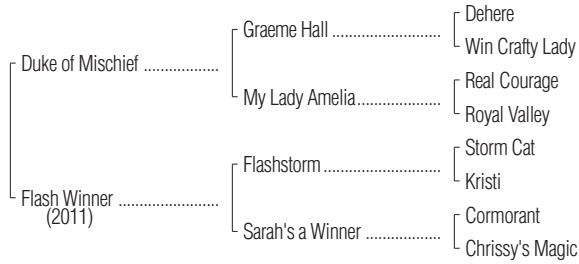 Dehere
Graeme Hall ......................
Win Crafty Lady
Duke of Mischief ...................
Real Courage
My Lady Amelia.....................
Royal Valley
Storm Cat
Flashstorm ........................
Kristi
Flash Winner .........................
(2011)
Cormorant
Sarah's a Winner ...................
Chrissy's Magic